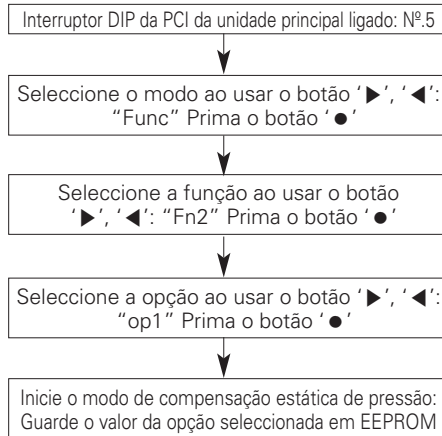 Interruptor DIP da PCI da unidade principal ligado: Nº.5
Seleccione o modo ao usar o botão ‘▶’, ‘◀’:
“Func” Prima o botão ‘●’
Seleccione a função ao usar o botão
‘▶’, ‘◀’: “Fn2” Prima o botão ‘●’
Seleccione a opção ao usar o botão ‘▶’, ‘◀’:
“op1” Prima o botão ‘●’
Inicie o modo de compensação estática de pressão:
Guarde o valor da opção seleccionada em EEPROM